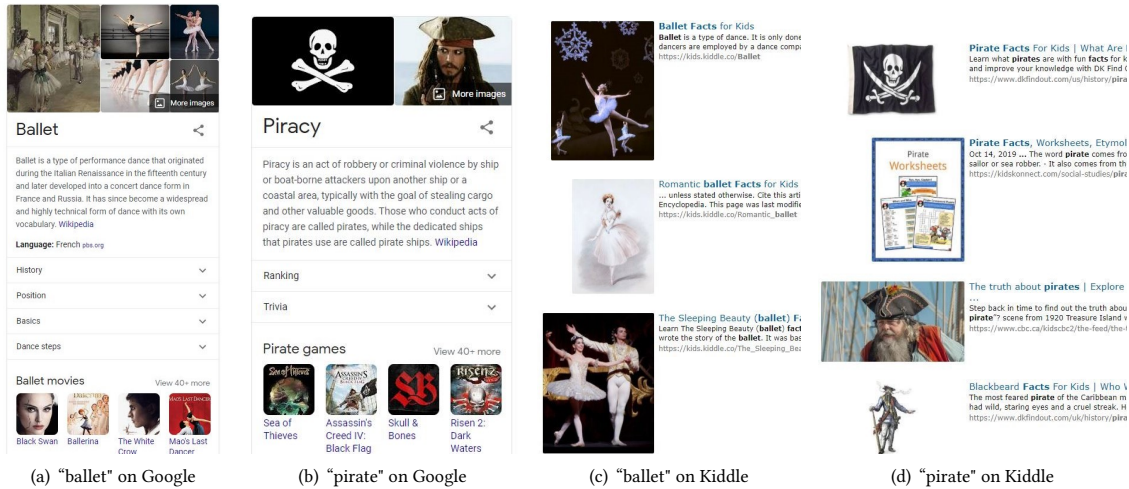 More images
Ballet
Ballet is a type of performance dance that originated
during the Italian Renaissance in the fifteenth century
and later developed into a concert dance form in
France and Russia. It has since become a widespread
and highly technical form of dance with its own
vocabulary. Wikipedia
Language: French pbs.org
History
Position
Basics
Dance steps
Ballet movies
View 40+ more
Black Swan
Ballerina
The White
Crow
Mao's Last
Dancer
(a) "ballet" on Google
More images
Piracy
Piracy is an act of robbery or criminal violence by ship
or boat-borne attackers upon another ship or a
coastal area, typically with the goal of stealing cargo
and other valuable goods. Those who conduct acts of
piracy are called pirates, while the dedicated ships
that pirates use are called pirate ships. Wikipedia
Ranking
Trivia
Pirate games
View 40+ more
Sea of Thieves
ASSASSIN'S
BLACK FLAG
SB
RISEN2
Sea of
Thieves
Assassin's
Creed IV:
Black Flag
Skull &
Bones
Risen 2:
Dark
Waters
(b) "pirate" on Google
Ballet Facts for Kids
Ballet is a type of dance. It is only done
dancers are employed by a dance compa
https://kids.kiddle.co/Ballet
Romantic ballet Facts for Kids
... unless stated otherwise. Cite this arti
Encyclopedia. This page was last modifie
https://kids.kiddle.co/Romantic_ballet
The Sleeping Beauty (ballet) Fa
Learn The Sleeping Beauty (ballet) fact
wrote the story of the ballet. It was bas
https://kids.kiddle.co/The_Sleeping_Bea
(c) "ballet" on Kiddle
Pirate Facts For Kids | What Are
Learn what pirates are with fun facts for k
and improve your knowledge with DK Find
https://www.dkfindout.com/us/history/pira
Pirate
Worksheets
Pirate Facts, Worksheets, Etymol
Oct 14, 2019 ... The word pirate comes fro
sailor or sea robber. - It also comes from th
https://kidskonnect.com/social-studies/pira
The truth about pirates | Explore
...
Step back in time to find out the truth abou
pirate"? scene from 1920 Treasure Island w
https://www.cbc.ca/kidscbc2/the-feed/the-t
Blackbeard Facts For Kids | Who W
The most feared pirate of the Caribbean m
had wild, staring eyes and a cruel streak. H
https://www.dkfindout.com/uk/history/pira
(d) "pirate" on Kiddle